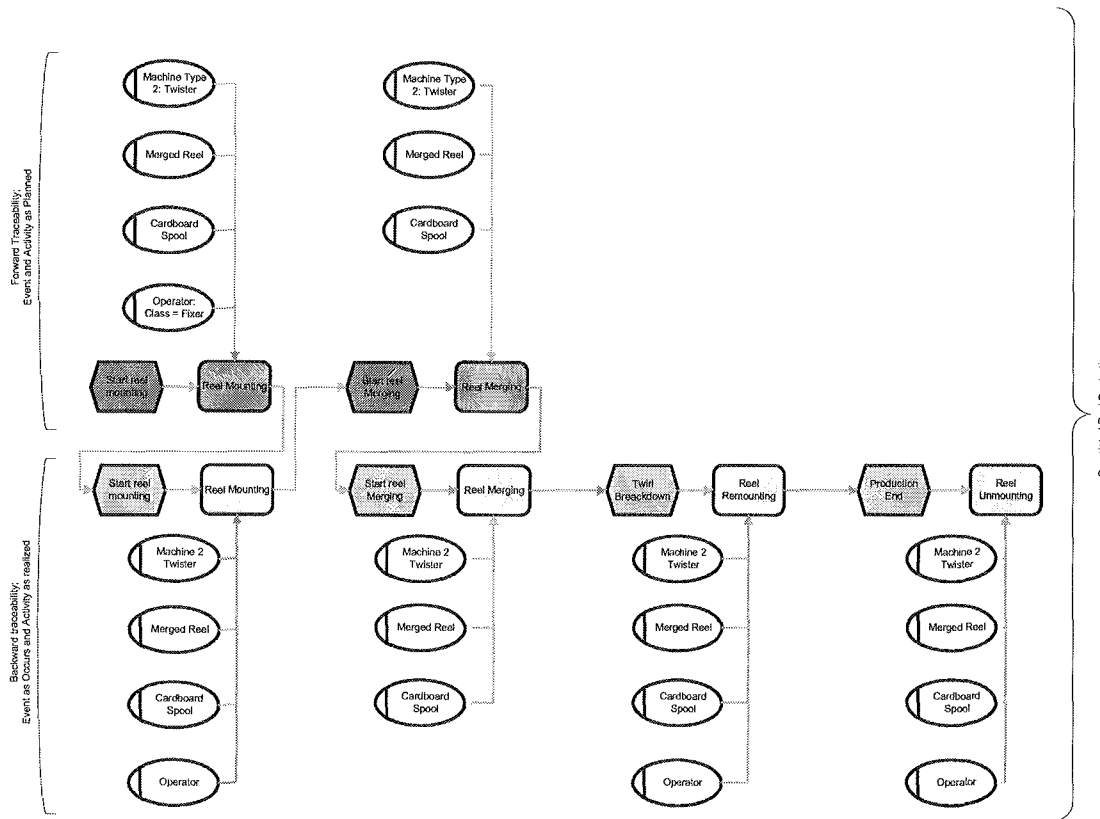 Forward Traceability;
Event and Activity as Planned
Machine Type
2: Twister
Merged Reel
Cardboard
Spool
Operator:
Class = Fixer
Start reel
mounting
Reel Mounting
Machine Type
2: Twister
Merged Reel
Cardboard
Spool
Start reel
Merging
Reel Merging
Backward traceability;
Event as Occurs and Activity as realized
Start reel
mounting
Reel Mounting
Machine 2
Twister
Merged Reel
Cardboard
Spool
Operator
Start reel
Merging
Reel Merging
Machine 2
Twister
Merged Reel
Cardboard
Spool
Twirl
Breakdown
Reel
Remounting
Machine 2
Twister
Merged Reel
Cardboard
Spool
Operator
Production
End
Reel
Unmounting
Machine 2
Twister
Merged Reel
Cardboard
Spool
Operator